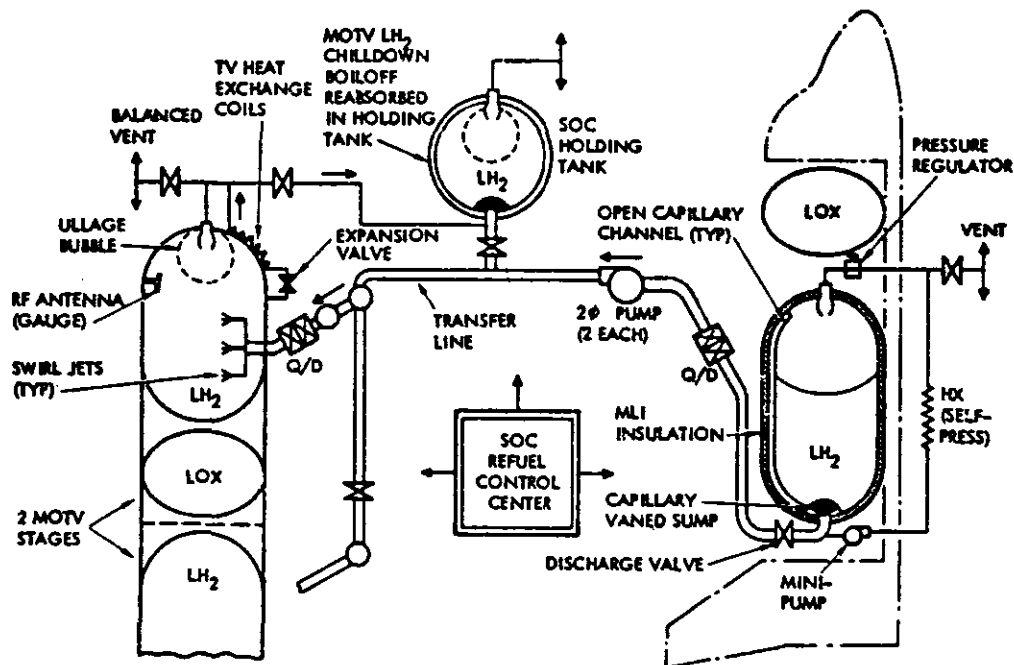 MOTV LH2
CHILLDOWN
BOILOFF
REABSORBED
IN HOLDING
TANK
TV HEAT
EXCHANGE
COILS
BALANCED
VENT
SOC
HOLDING
TANK
LH2
PRESSURE
REGULATOR
LOX
OPEN CAPILLARY
CHANNEL (TYP)
VENT
ULLAGE
BUBBLE
EXPANSION
VALVE
RF ANTENNA
(GAUGE)
TRANSFER
LINE
2Φ PUMP
(2 EACH)
Q/D
Q/D
SWIRL JETS
(TYP)
LH2
MLI
INSULATION
HX
(SELF-
PRESS)
LH2
SOC
REFUEL
CONTROL
CENTER
LOX
2 MOTV
STAGES
CAPILLARY
VANED SUMP
DISCHARGE VALVE
MINI-
PUMP
LH2